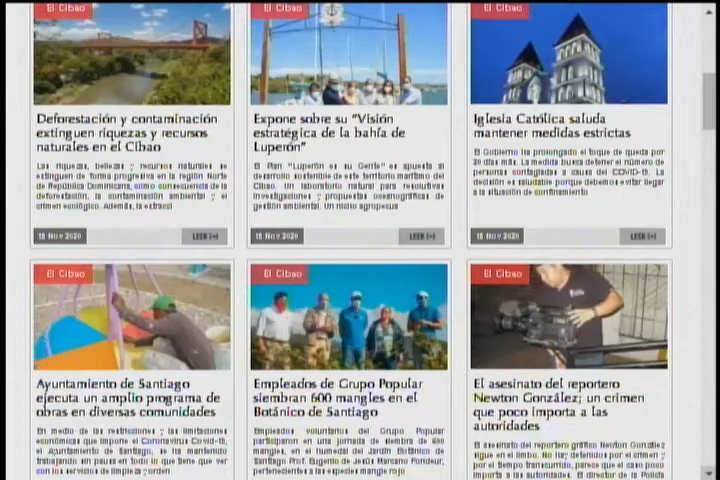 El Cibao
El Cibao
El Cibao
Deforestación y contaminación
extinguen riquezas y recursos
naturales en el Cibao
Las riquezas, bellezas y recursos naturales se
extinguen de forma progresiva en la región Norte
de República Dominicana, como consecuencia de la
deforestación, la contaminación ambiental y el
crimen ecológico. Además, la extracci
15 Nov 2020
LEER [+]
Expone sobre su "Visión
estratégica de la bahía de
Luperón"
El Plan "Luperón es su Gente" es apuesta al
desarrollo sostenible de este territorio marítimo del
Cibao. Un laboratorio natural para resolutivas
investigaciones y propuestas oceanográficas de
gestión ambiental. Un nicho agropecua
15 Nov 2020
LEER [+]
Iglesia Católica saluda
mantener medidas estrictas
El Gobierno ha prolongado el toque de queda por
20 días más. La medida busca detener el número de
personas contagiadas a causa del COVID-19. La
decisión es saludable porque debemos evitar llegar
a la situación de confinamiento
15 Nov 2020
LEER [+]
El Cibao
El Cibao
El Cibao
Ayuntamiento de Santiago
ejecuta un amplio programa de
obras en diversas comunidades
En medio de las restricciones y las limitaciones
económicas que impone el Coronavirus Covid-19,
el Ayuntamiento de Santiago, se ha mantenido
trabajando sin pausa en todo lo que tiene que ver
con los servicios de limpieza y orden
Empleados de Grupo Popular
siembran 600 mangles en el
Botánico de Santiago
Empleados voluntarios del Grupo Popular
participaron en una jornada de siembra de 600
mangles, en el humedal del Jardín Botánico de
Santiago Prof. Eugenio de Jesús Marcano Fondeur,
pertenecientes a las especies mangle rojo
El asesinato del reportero
Newton González; un crimen
que poco importa a las
autoridades
El asesinato del reportero gráfico Newton González
sigue en el limbo. No hay detenidos por el crimen y
por el tiempo transcurrido, parece que el caso poco
importa a las autoridades. El director de la Policía